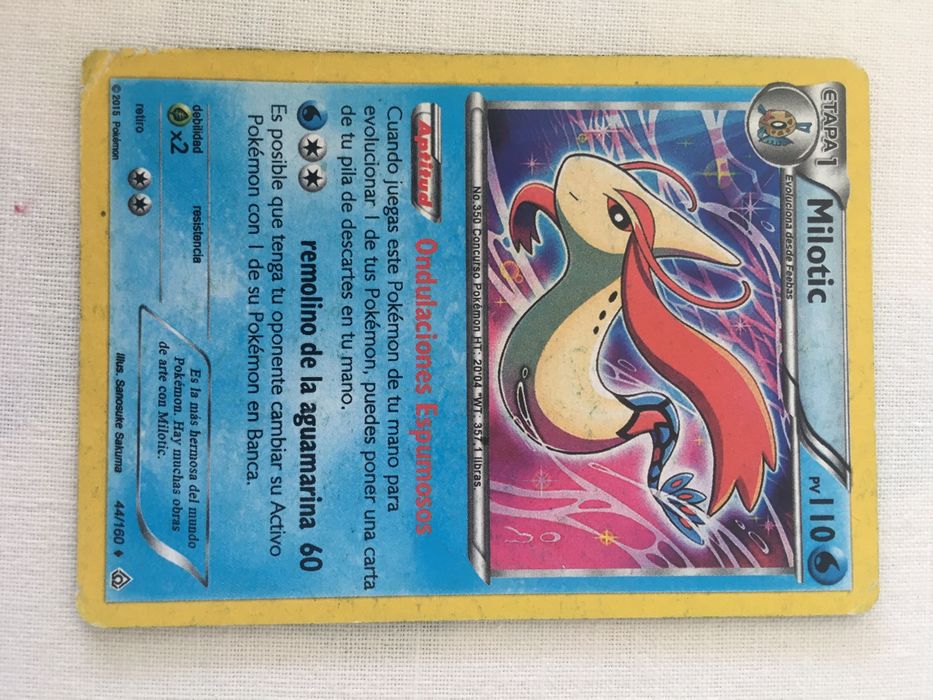 ETAPA 1
Milotic
PV 110
Evoluciona desde Feebas
No. 350 Concurso Pokémon HT: 20'04 "WT: 357.1 libras
Aptitud Ondulaciones Espumosos
Cuando juegas este Pokémon de tu mano para
evolucionar 1 de tus Pokémon, puedes poner una carta
de tu pila de descartes en tu mano.
remolino de la aguamarina 60
Es posible que tenga tu oponente cambiar su Activo
Pokémon con 1 de su Pokémon en Banca.
debilidad
x2
resistencia
retiro
Es la más hermosa del mundo
Pokémon. Hay muchas obras
de arte con Milotic.
Illus. Sanosuke Sakuma 44/160
© 2015 Pokémon